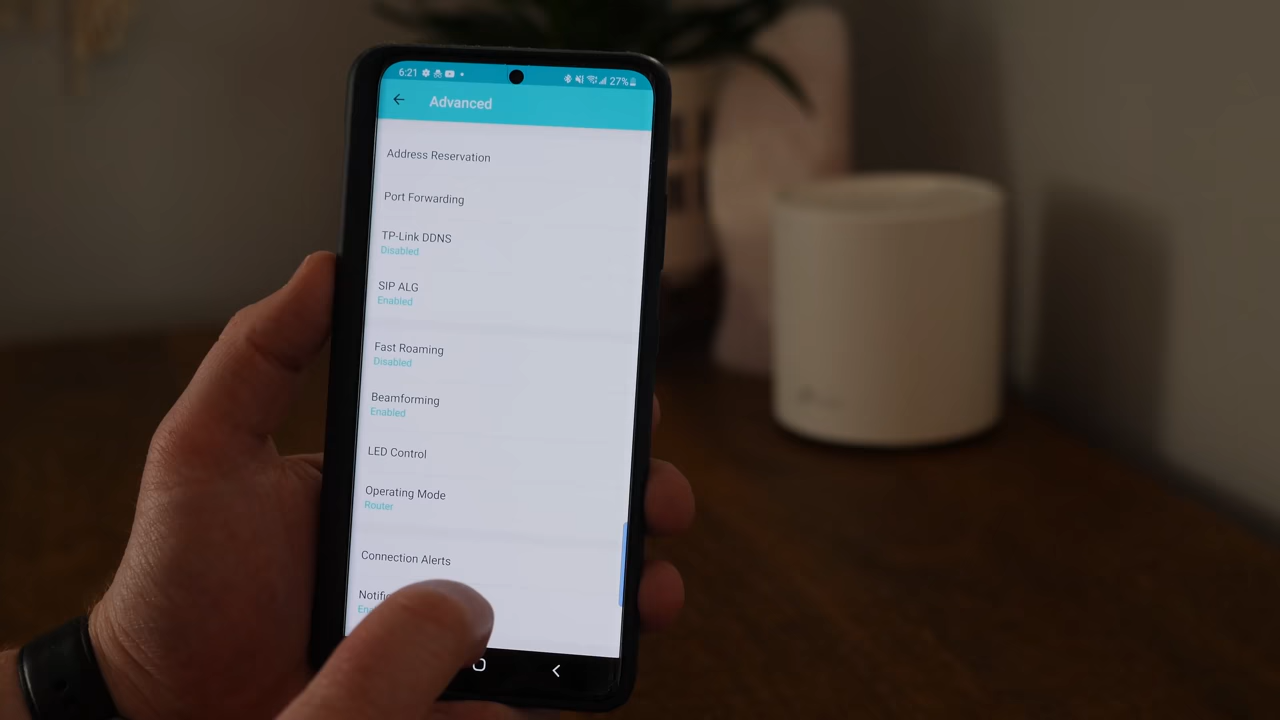 6:21 27%
Advanced
Address Reservation
Port Forwarding
TP-Link DDNS
Disabled
SIP ALG
Enabled
Fast Roaming
Disabled
Beamforming
Enabled
LED Control
Operating Mode
Router
Connection Alerts